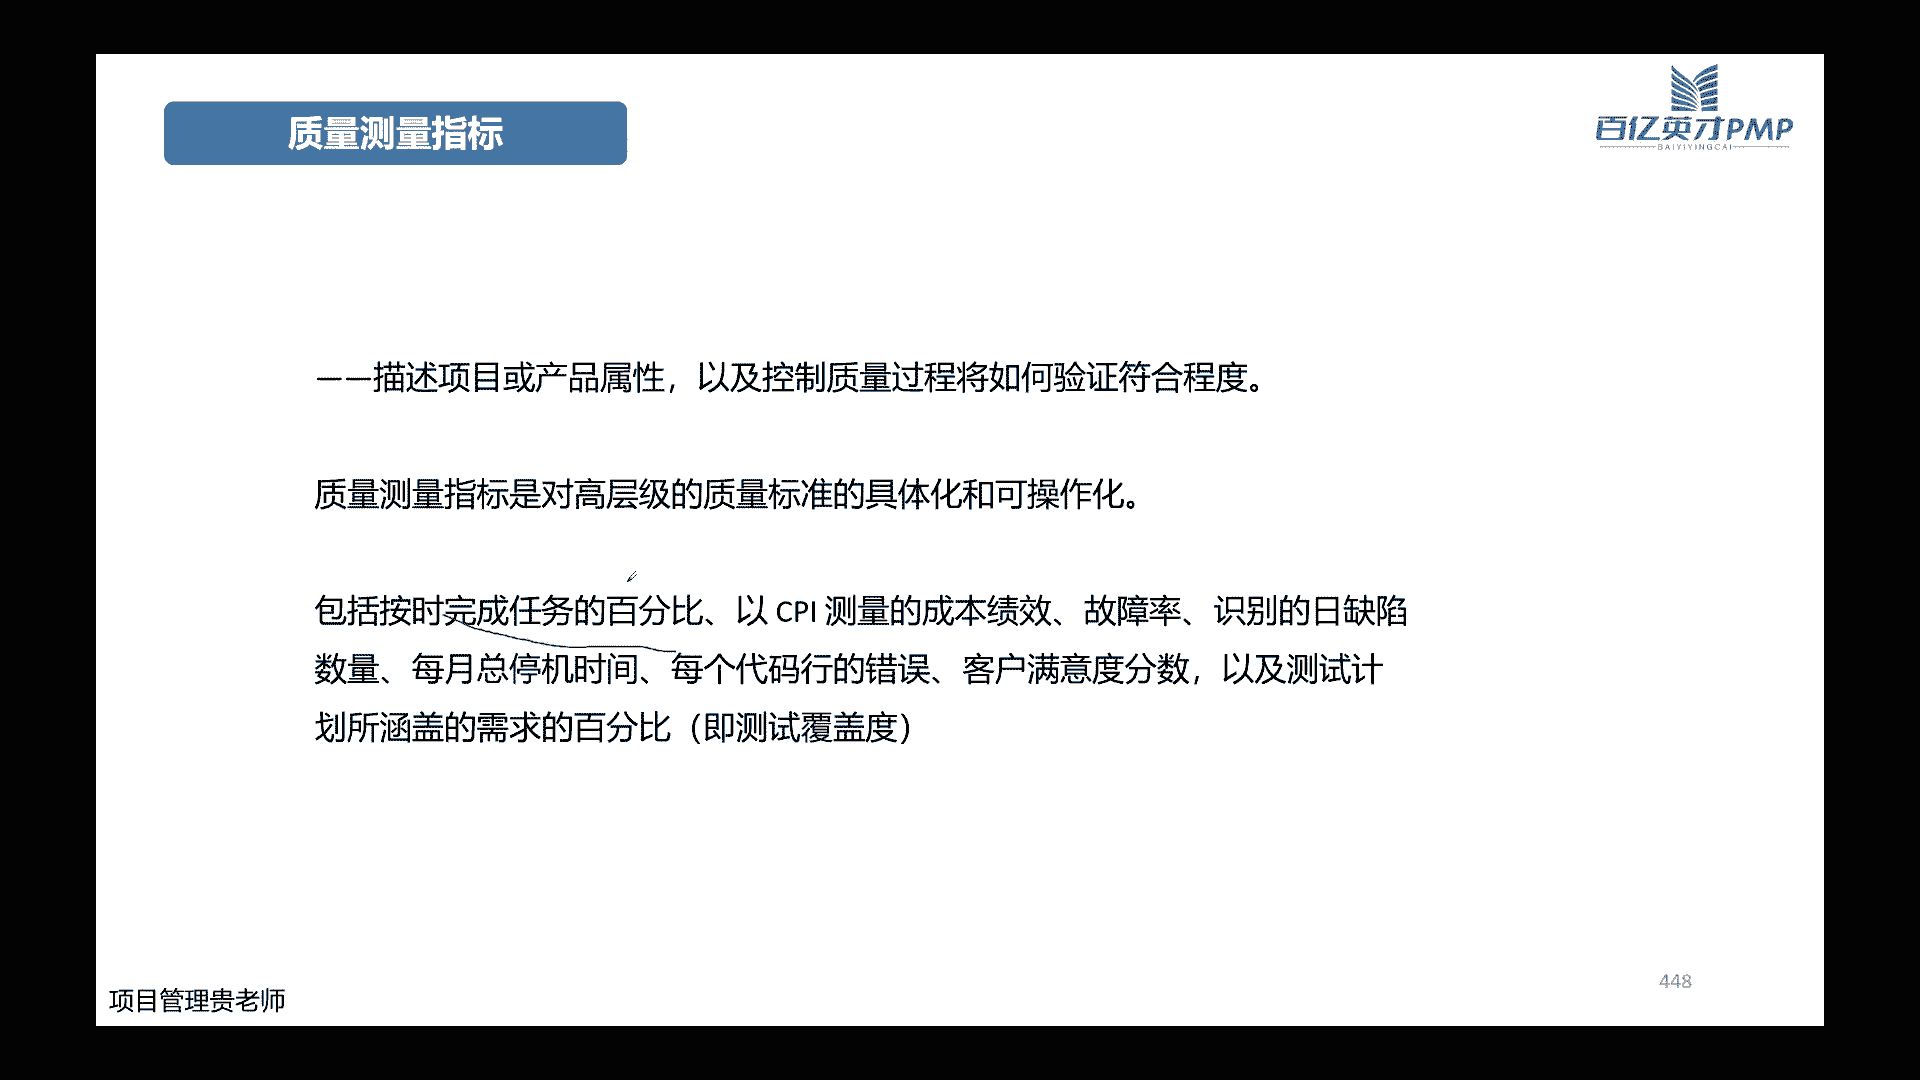 质量测量指标
百亿英才PMP
BAIYIYINGCAI
——描述项目或产品属性，以及控制质量过程将如何验证符合程度。
质量测量指标是对高层级的质量标准的具体化和可操作化。
包括按时完成任务的百分比、以 CPI 测量的成本绩效、故障率、识别的日缺陷
数量、每月总停机时间、每个代码行的错误、客户满意度分数，以及测试计
划所涵盖的需求的百分比（即测试覆盖度）
448
项目管理贵老师